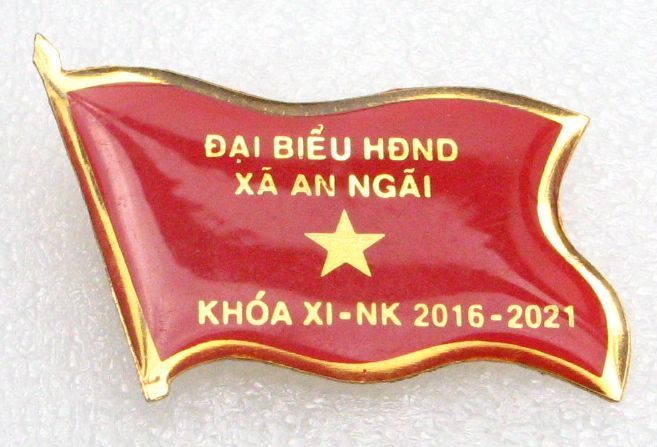 ĐẠI BIỂU HĐND
XÃ AN NGÃI
KHÓA XI-NK 2016-2021